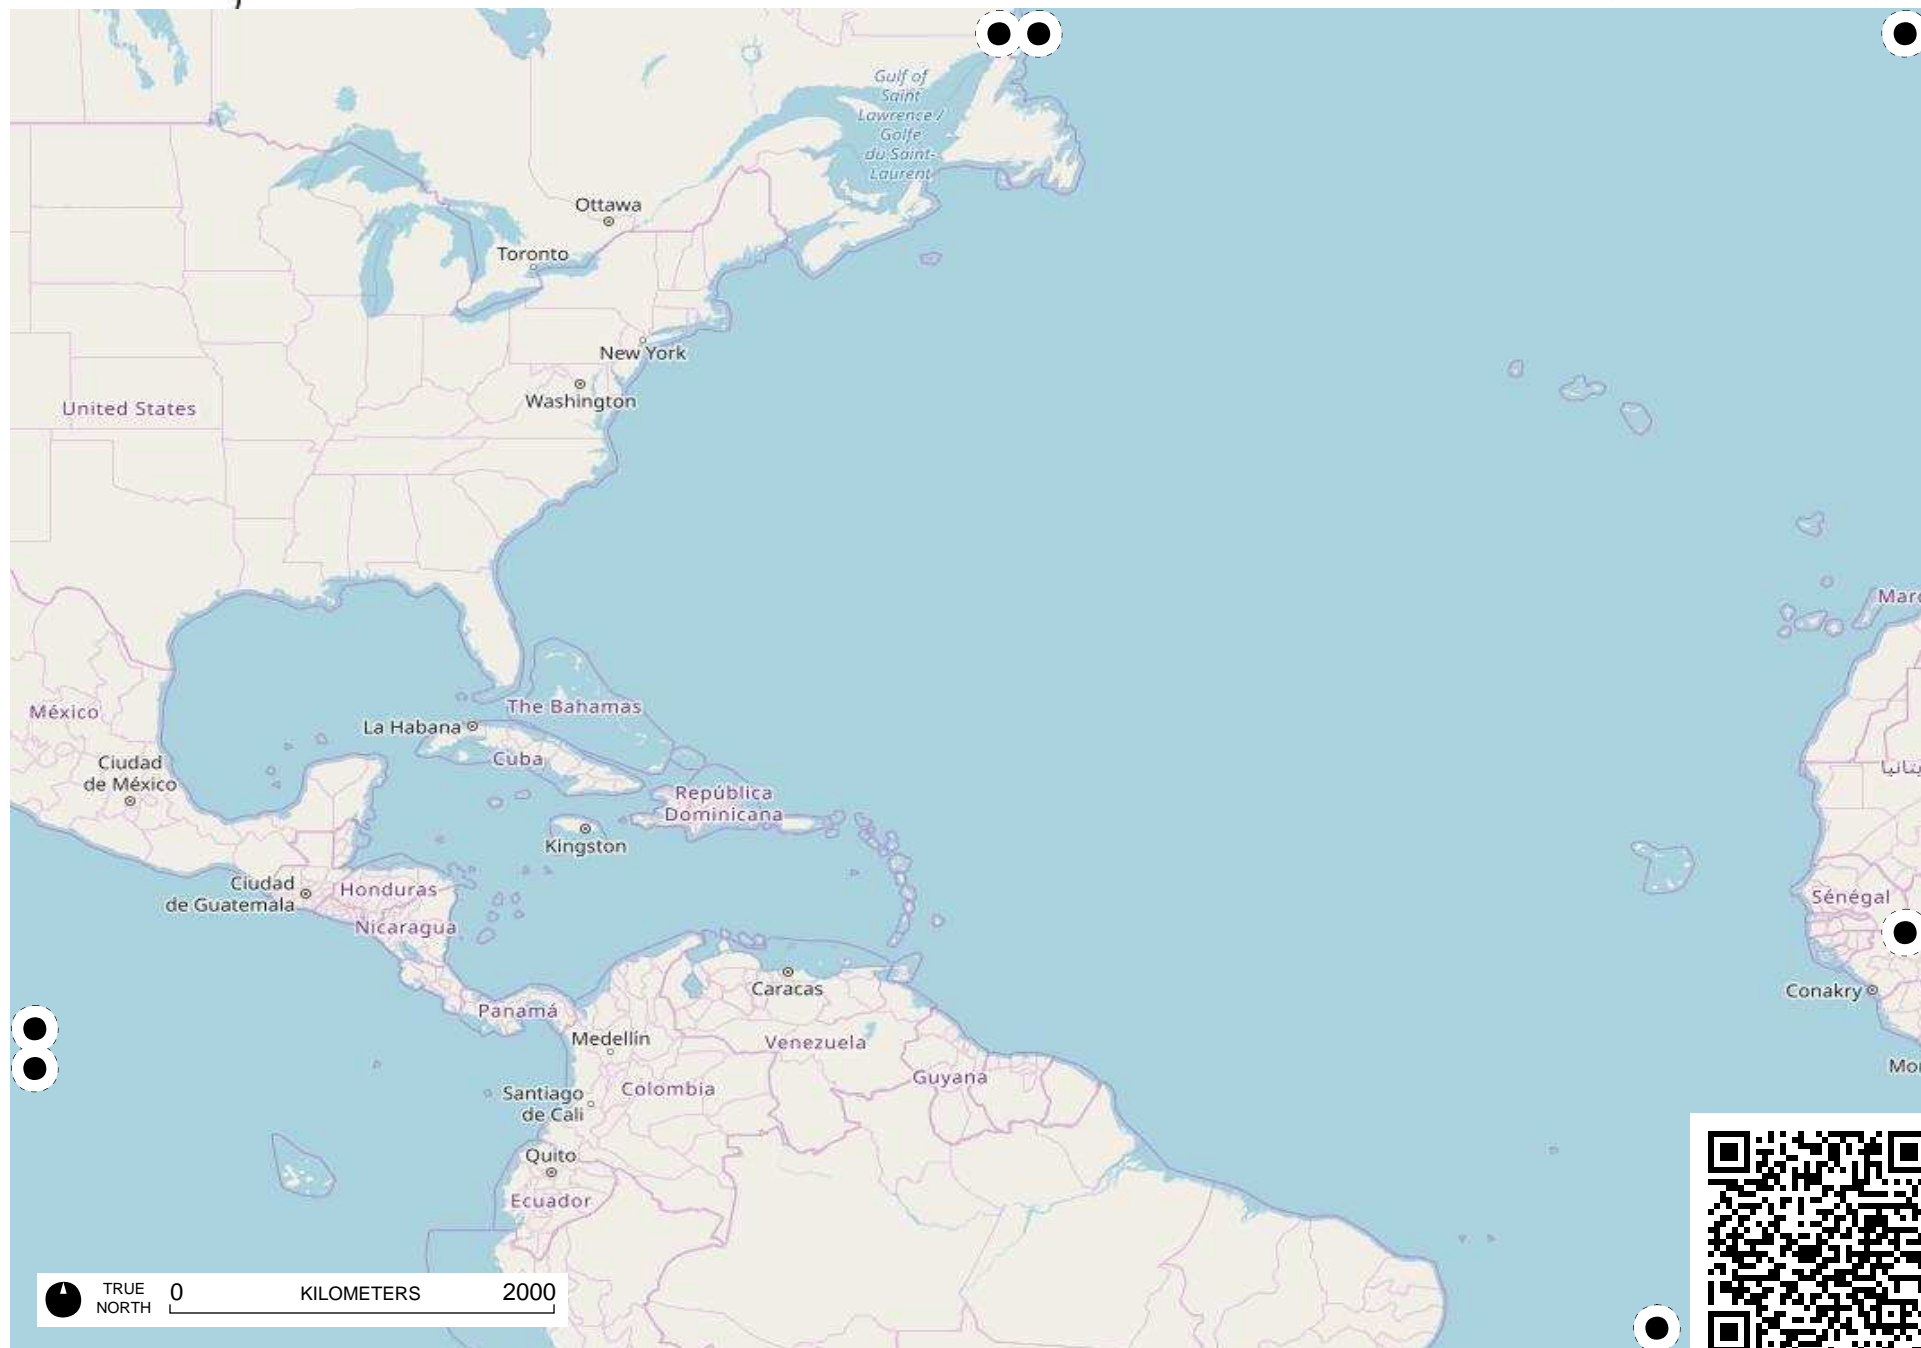 Gulf of
Saint
Lawrence /
Golfe
du Saint-
Laurent
Ottawa
Toronto
New York
Washington
United States
México
Ciudad
de México
La Habana
The Bahamas
Cuba
República
Dominicana
Kingston
Ciudad
de Guatemala
Honduras
Nicaragua
Sénégal
Caracas
Conakry
Panamá
Medellín
Venezuela
Guyana
Colombia
Santiago
de Cali
Quito
Ecuador
TRUE
NORTH
0
KILOMETERS
2000